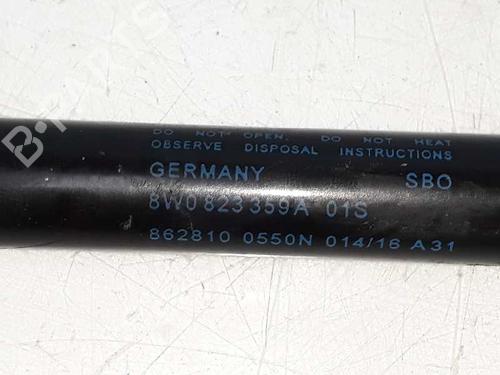 DO NOT OPEN. DO NOT HEAT
OBSERVE DISPOSAL INSTRUCTIONS
GERMANY SBO
8W0 823 359A 01S
862810 0550N 014/16 A31
B-PARTS